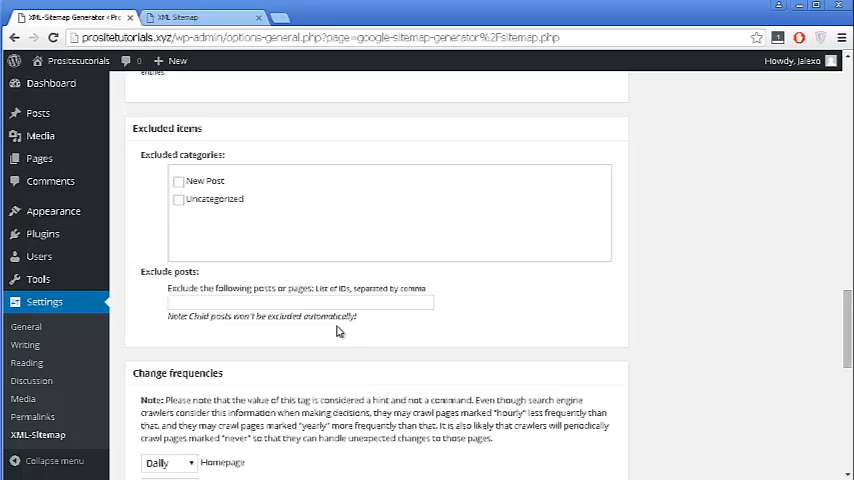 XML-Sitemap Generator ‹ Pro
XML Sitemap
prositetutorials.xyz/wp-admin/options-general.php?page=google-sitemap-generator%2Fsitemap.php
1
Prositetutorials
0
New
Howdy, Jalexo
Dashboard
Posts
Media
Pages
Comments
Appearance
Plugins
Users
Tools
Settings
General
Writing
Reading
Discussion
Media
Permalinks
XML-Sitemap
Collapse menu
entries.
Excluded items
Excluded categories:
New Post
Uncategorized
Exclude posts:
Exclude the following posts or pages: List of IDs, separated by comma
Note: Child posts won't be excluded automatically!
Change frequencies
Note: Please note that the value of this tag is considered a hint and not a command. Even though search engine
crawlers consider this information when making decisions, they may crawl pages marked "hourly" less frequently than
that, and they may crawl pages marked "yearly" more frequently than that. It is also likely that crawlers will periodically
crawl pages marked "never" so that they can handle unexpected changes to those pages.
Daily Homepage